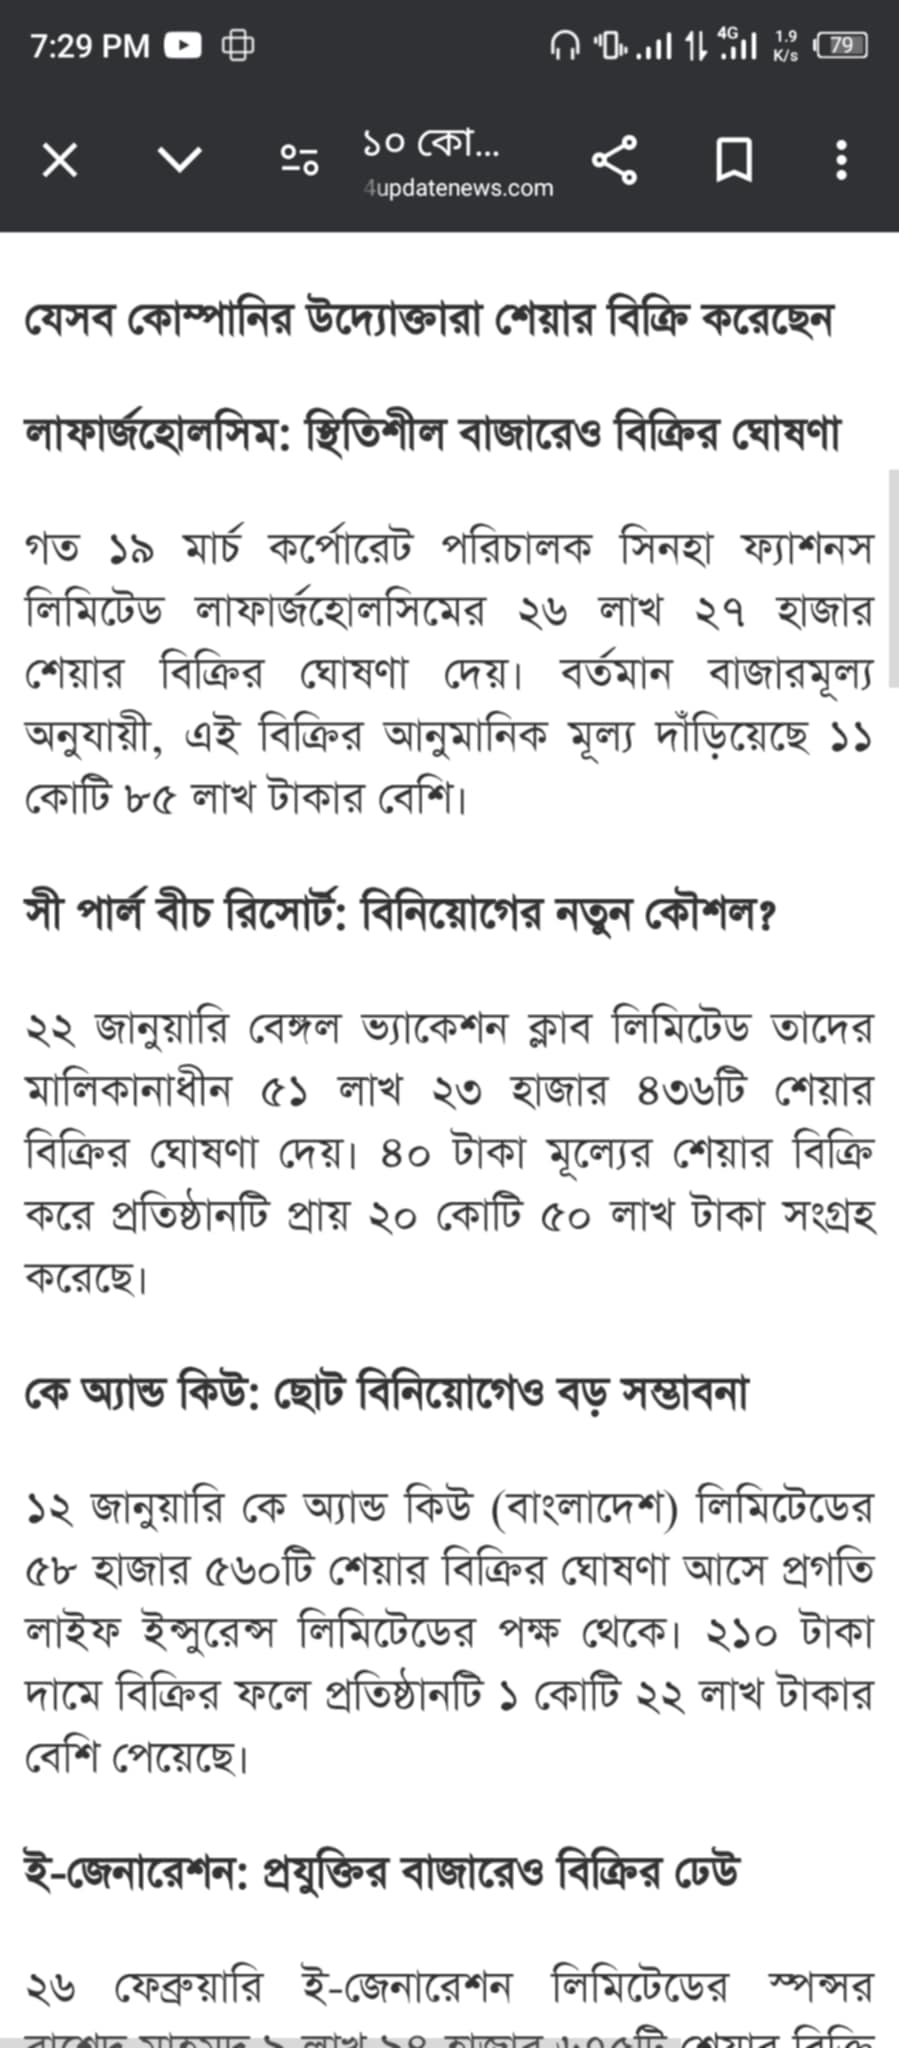 7:29 PM
4G 1.9 K/s 79
১০ কো...
4updatenews.com
যেসব কোম্পানির উদ্যোক্তারা শেয়ার বিক্রি করেছেন
লাফার্জহোলসিম: স্থিতিশীল বাজারেও বিক্রির ঘোষণা
গত ১৯ মার্চ কর্পোরেট পরিচালক সিনহা ফ্যাশনস
লিমিটেড লাফার্জহোলসিমের ২৬ লাখ ২৭ হাজার
শেয়ার বিক্রির ঘোষণা দেয়। বর্তমান বাজারমূল্য
অনুযায়ী, এই বিক্রির আনুমানিক মূল্য দাঁড়িয়েছে ১১
কোটি ৮৫ লাখ টাকার বেশি।
সী পার্ল বীচ রিসোর্ট: বিনিয়োগের নতুন কৌশল?
২২ জানুয়ারি বেঙ্গল ভ্যাকেশন ক্লাব লিমিটেড তাদের
মালিকানাধীন ৫১ লাখ ২৩ হাজার ৪৩৬টি শেয়ার
বিক্রির ঘোষণা দেয়। ৪০ টাকা মূল্যের শেয়ার বিক্রি
করে প্রতিষ্ঠানটি প্রায় ২০ কোটি ৫০ লাখ টাকা সংগ্রহ
করেছে।
কে অ্যান্ড কিউ: ছোট বিনিয়োগেও বড় সম্ভাবনা
১২ জানুয়ারি কে অ্যান্ড কিউ (বাংলাদেশ) লিমিটেডের
৫৮ হাজার ৫৬০টি শেয়ার বিক্রির ঘোষণা আসে প্রগতি
লাইফ ইন্সুরেন্স লিমিটেডের পক্ষ থেকে। ২১০ টাকা
দামে বিক্রির ফলে প্রতিষ্ঠানটি ১ কোটি ২২ লাখ টাকার
বেশি পেয়েছে।
ই-জেনারেশন: প্রযুক্তির বাজারেও বিক্রির ঢেউ
২৬ ফেব্রুয়ারি ই-জেনারেশন লিমিটেডের স্পন্সর
লাখ হাজার শেয়ার বিক্রি